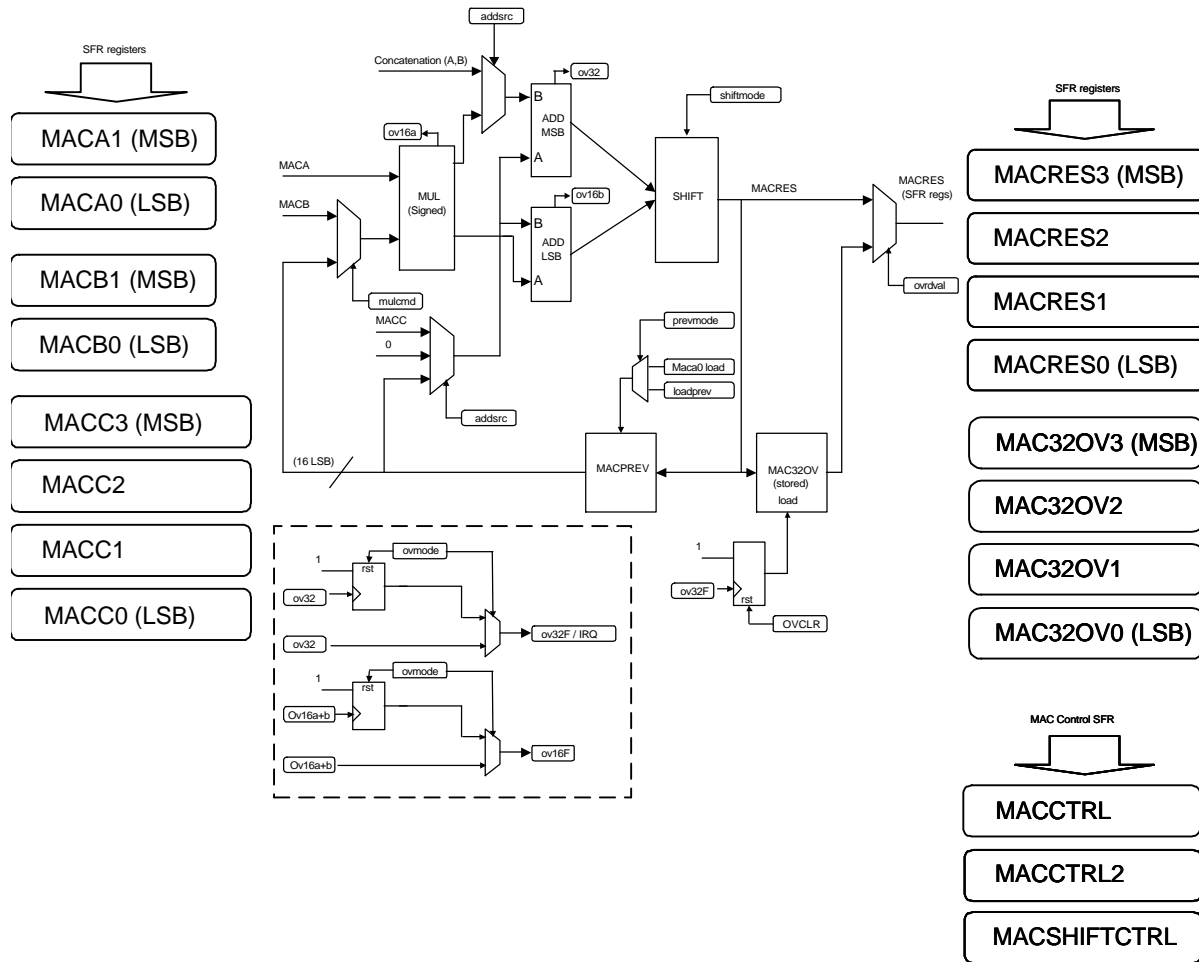 SFR registers
MACA1 (MSB)
MACA0 (LSB)
MACB1 (MSB)
MACB0 (LSB)
MACC3 (MSB)
MACC2
MACC1
MACC0 (LSB)
addsrc
Concatenation (A,B)
ov32
B
ADD
MSB
A
ov16a
MACA
MACB
MUL
(Signed)
ov16b
B
ADD
LSB
A
mulcmd
MACC
0
addsrc
(16 LSB)
shiftmode
SHIFT
MACRES
MACRES
(SFR regs)
ovrdval
prevmode
Maca0 load
loadprev
MACPREV
MAC32OV
(stored)
load
1
ov32F
rst
OVCLR
ovmode
1
rst
ov32
ov32
ov32F / IRQ
ovmode
1
rst
Ov16a+b
Ov16a+b
ov16F
SFR registers
MACRES3 (MSB)
MACRES2
MACRES1
MACRES0 (LSB)
MAC32OV3 (MSB)
MAC32OV2
MAC32OV1
MAC32OV0 (LSB)
MAC Control SFR
MACCTRL
MACCTRL2
MACSHIFTCTRL